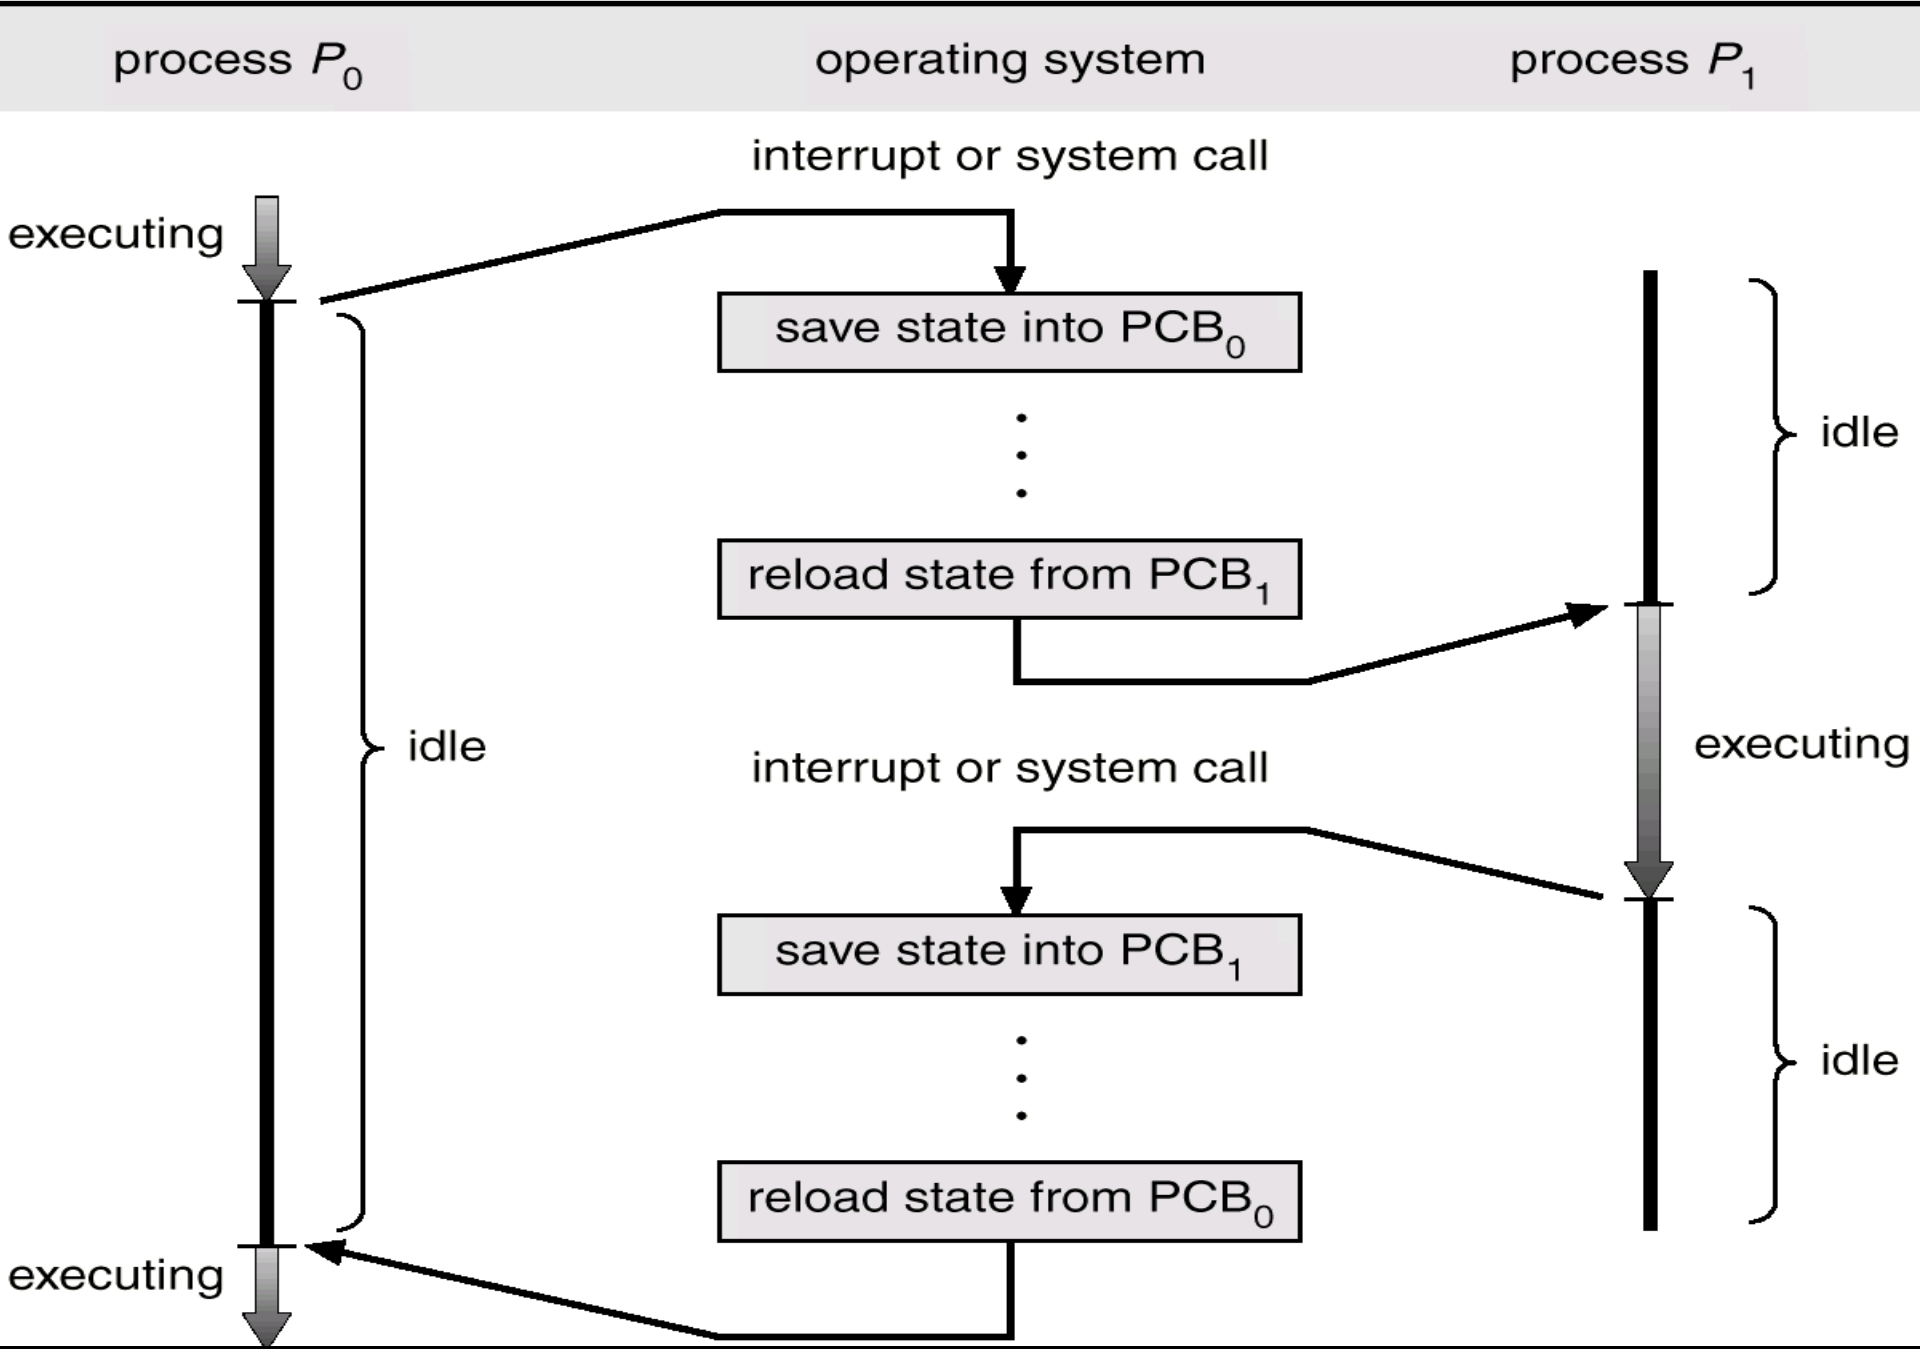 process P0 operating system process P1
interrupt or system call
executing
save state into PCB0
idle
reload state from PCB1
idle
executing
interrupt or system call
save state into PCB1
idle
reload state from PCB0
executing